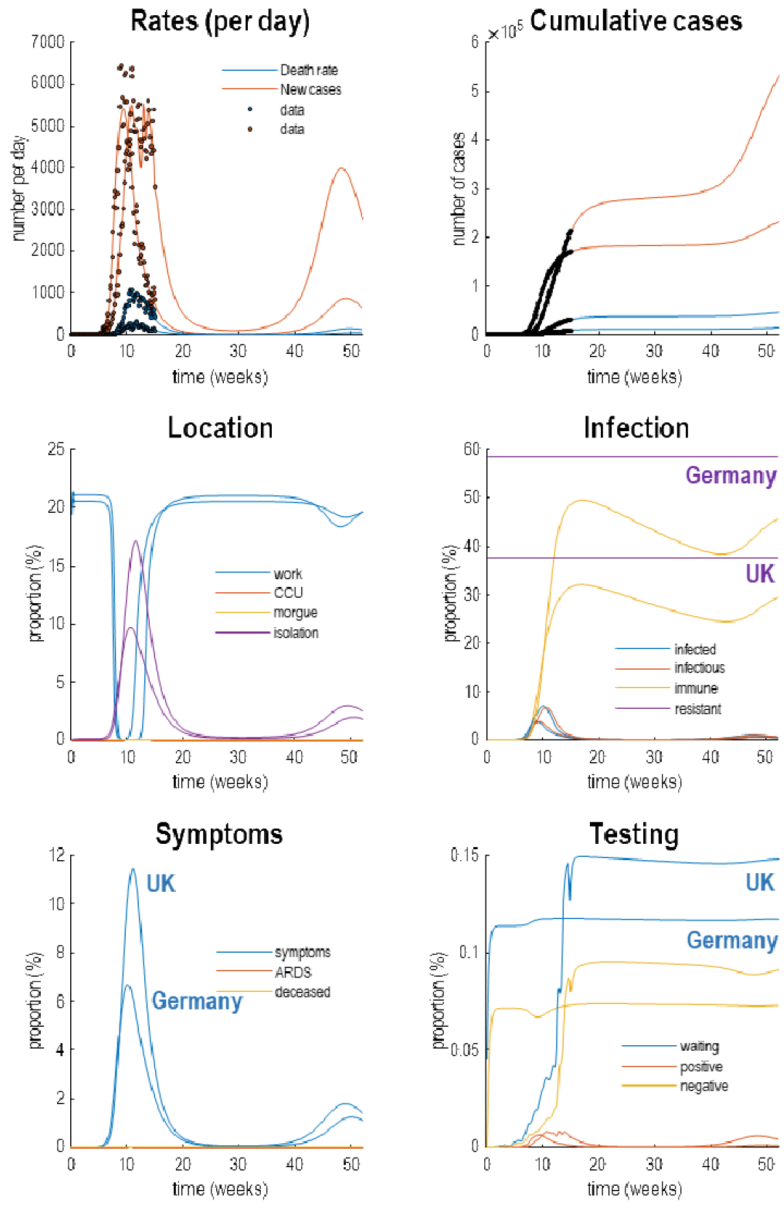 Rates (per day)
7000
6000
5000
4000
3000
2000
1000
0
number per day
Death rate
New cases
data
data
0 10 20 30 40 50
time (weeks)
Cumulative cases
×10⁵
6
5
4
3
2
1
0
number of cases
0 10 20 30 40 50
time (weeks)
Location
25
20
15
10
5
0
proportion (%)
work
CCU
morgue
isolation
0 10 20 30 40 50
time (weeks)
Infection
60
50
40
30
20
10
0
proportion (%)
Germany
UK
infected
infectious
immune
resistant
0 10 20 30 40 50
time (weeks)
Symptoms
12
10
8
6
4
2
0
proportion (%)
UK
Germany
symptoms
ARDS
deceased
0 10 20 30 40 50
time (weeks)
Testing
0.15
0.1
0.05
0
proportion (%)
UK
Germany
waiting
positive
negative
0 10 20 30 40 50
time (weeks)